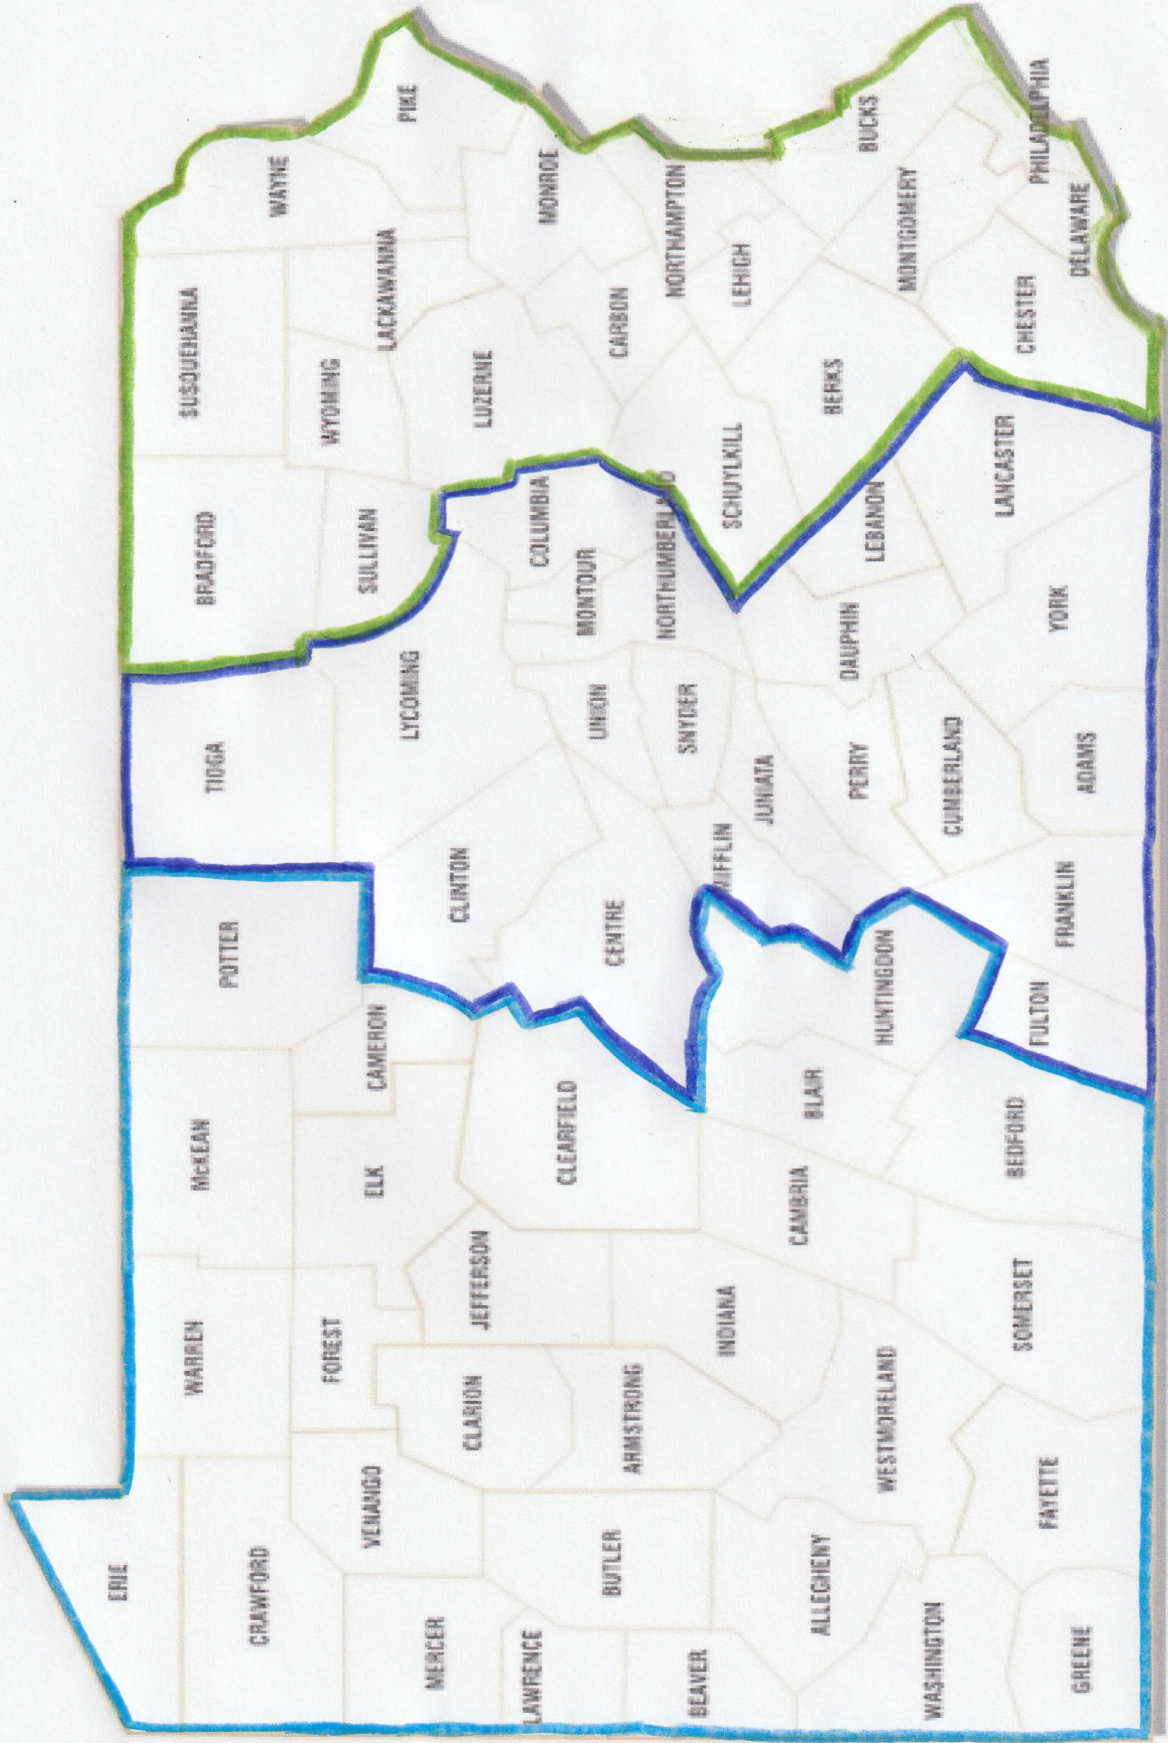 ERIE
CRAWFORD
WARREN
McKEAN
POTTER
TIOGA
BRADFORD
SUSQUEHANNA
WAYNE
MERCER
VENANGO
FOREST
ELK
CAMERON
CLINTON
LYCOMING
SULLIVAN
WYOMING
LACKAWANNA
PIKE
LAWRENCE
BUTLER
CLARION
JEFFERSON
CLEARFIELD
CENTRE
UNION
MONTOUR
COLUMBIA
LUZERNE
MONROE
BEAVER
ARMSTRONG
INDIANA
MIFFLIN
SNYDER
NORTHUMBERLAND
CARBON
NORTHAMPTON
ALLEGHENY
WESTMORELAND
CAMBRIA
BLAIR
HUNTINGDON
JUNIATA
PERRY
DAUPHIN
SCHUYLKILL
LEHIGH
BUCKS
WASHINGTON
CUMBERLAND
LEBANON
BERKS
MONTGOMERY
GREENE
FAYETTE
SOMERSET
BEDFORD
FULTON
FRANKLIN
ADAMS
YORK
LANCASTER
CHESTER
DELAWARE
PHILADELPHIA